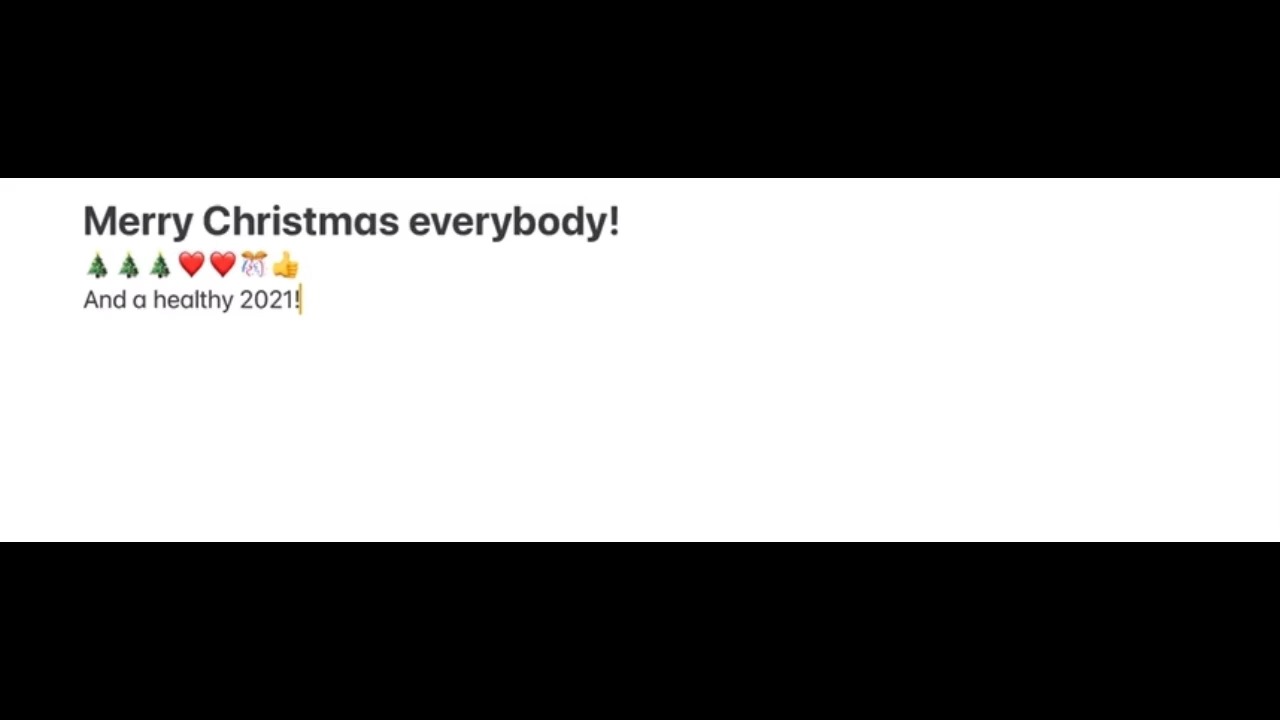 Merry Christmas everybody!
🎄🎄🎄❤️❤️🎊👍
And a healthy 2021!